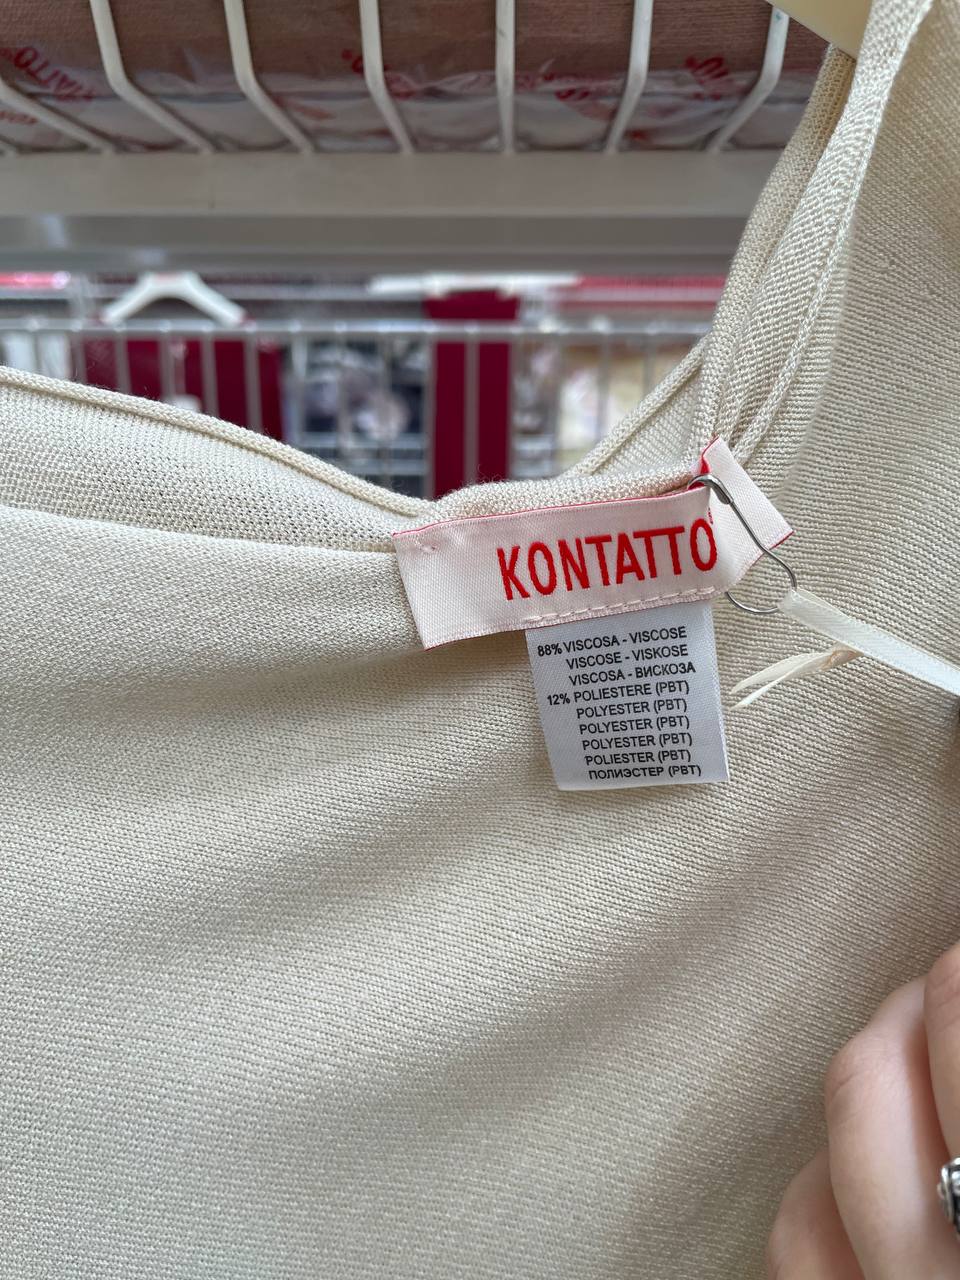 KONTATTO
88% VISCOSA - VISCOSE
VISCOSE - VISKOSE
VISCOSA - ВИСКОЗА
12% POLIESTERE (PBT)
POLYESTER (PBT)
POLYESTER (PBT)
POLYESTER (PBT)
POLIESTER (PBT)
ПОЛИЭСТЕР (PBT)